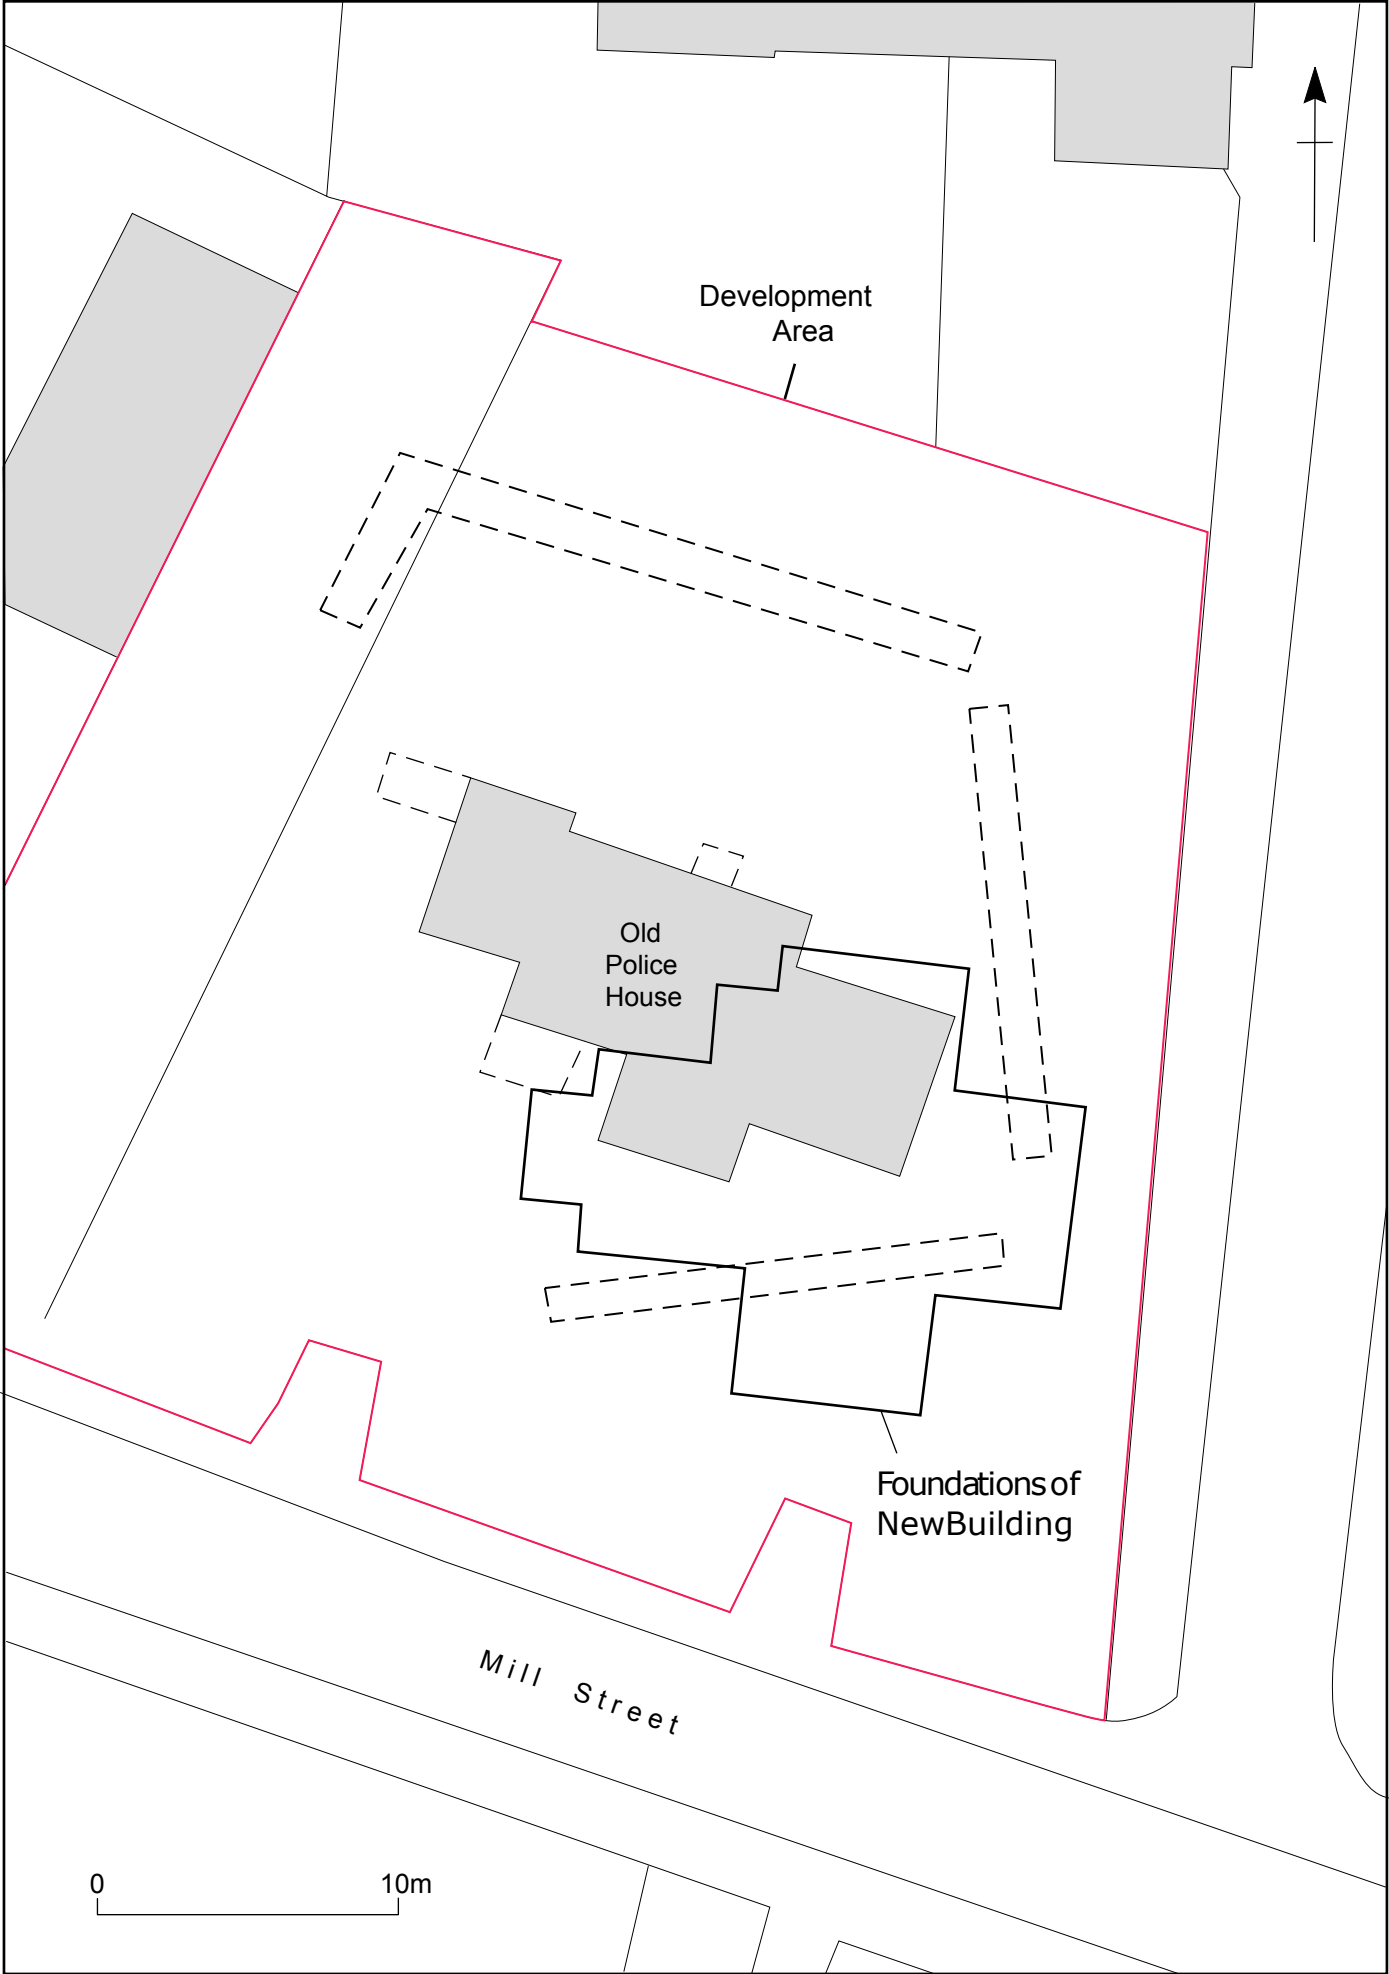 Development
Area
Old
Police
House
Foundations of
NewBuilding
Mill Street
0 10m